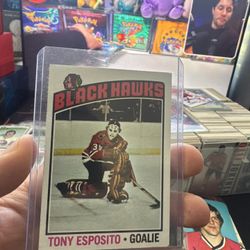 BLACK HAWKS
TONY ESPOSITO • GOALIE